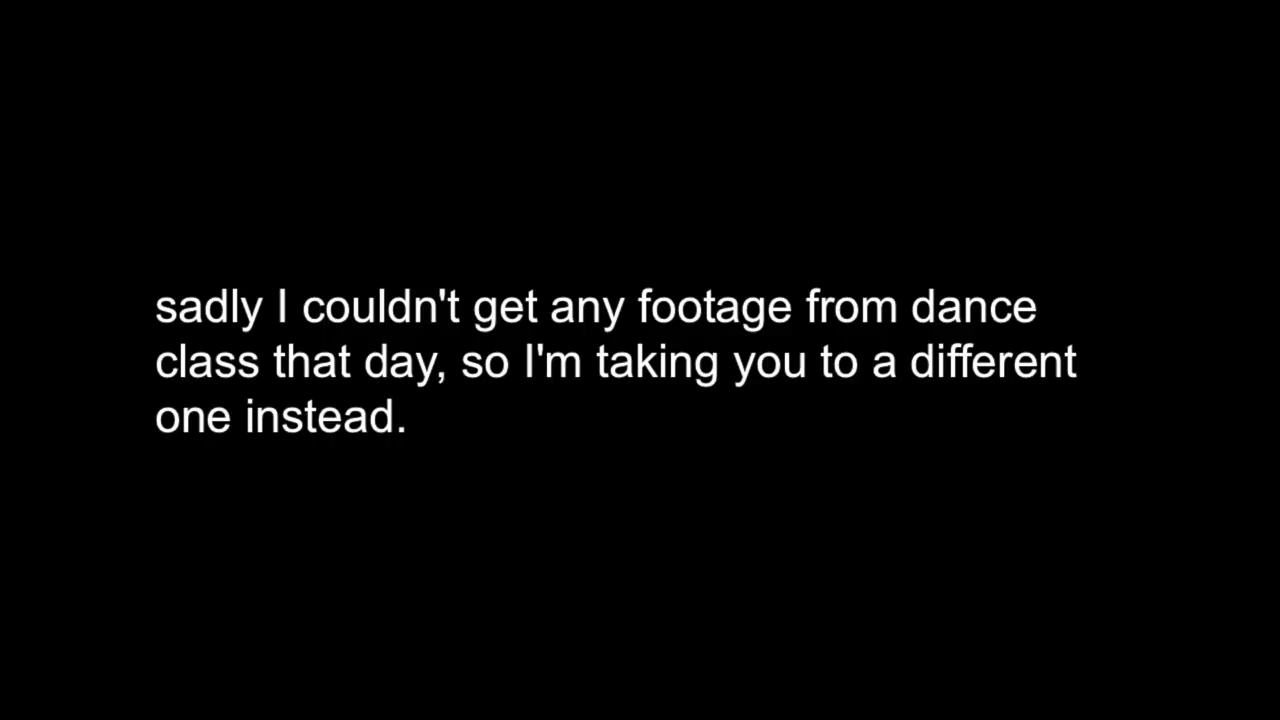 sadly I couldn't get any footage from dance
class that day, so I'm taking you to a different
one instead.